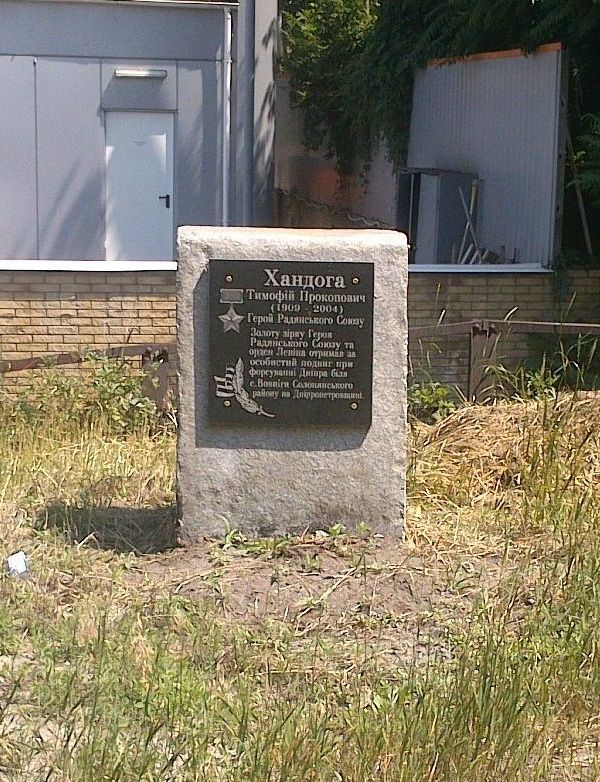 Хандога
Тимофій Прокопович
(1909 - 2004)
Герой Радянського Союзу
Золоту зірку Героя
Радянського Союзу та
орден Леніна отримав за
особистий подвиг при
форсуванні Дніпра біля
с.Вовніги Солонянського
району на Дніпропетровщині.